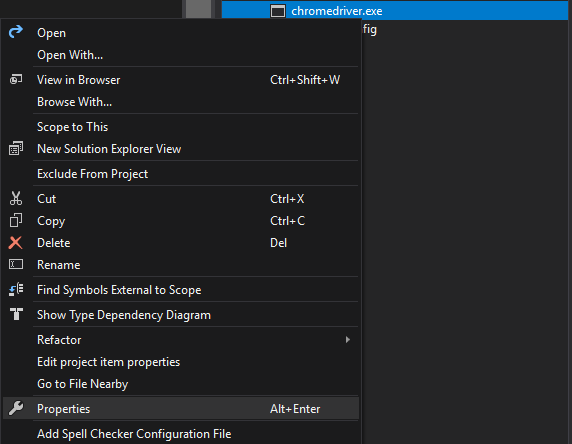 chromedriver.exe
fig
Open
Open With...
View in Browser Ctrl+Shift+W
Browse With...
Scope to This
New Solution Explorer View
Exclude From Project
Cut Ctrl+X
Copy Ctrl+C
Delete Del
Rename
Find Symbols External to Scope
Show Type Dependency Diagram
Refactor
Edit project item properties
Go to File Nearby
Properties Alt+Enter
Add Spell Checker Configuration File